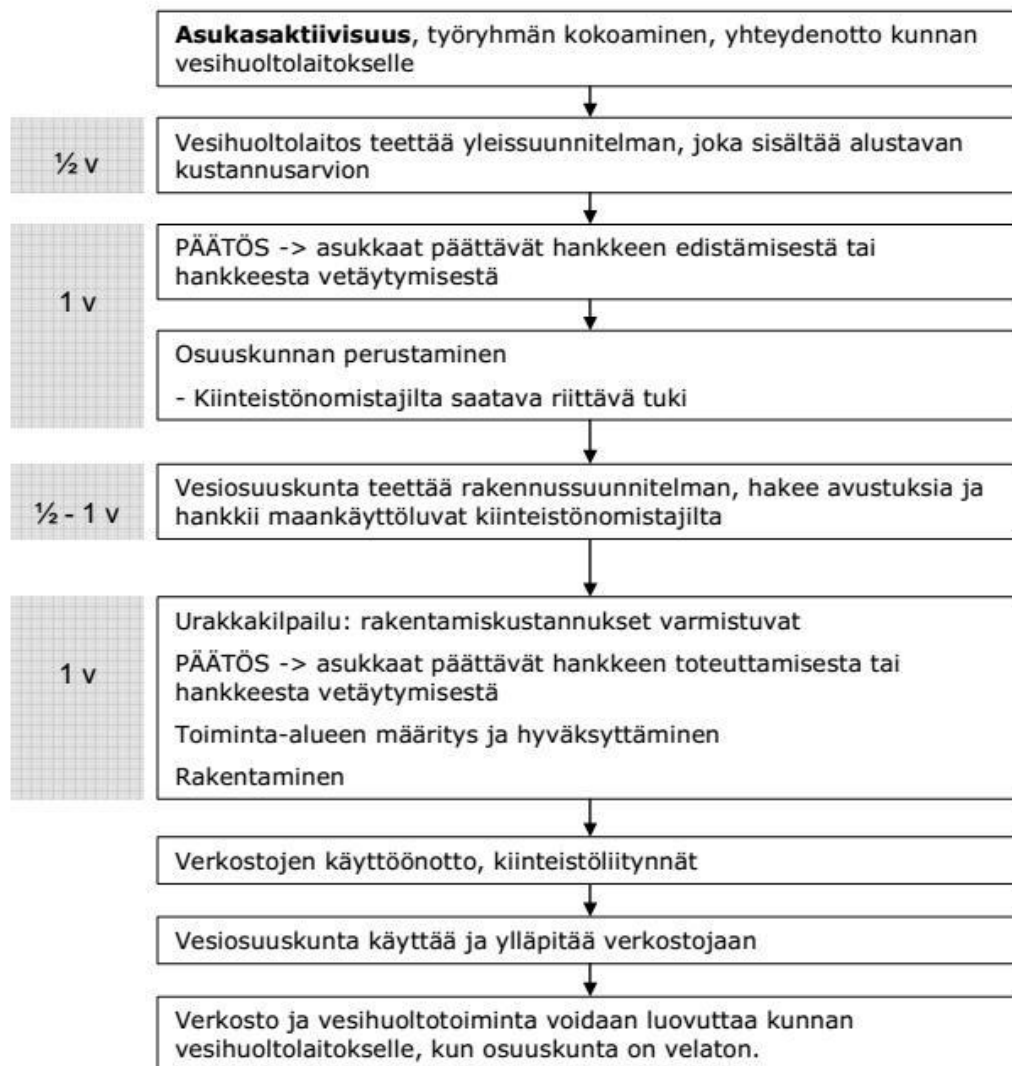 Asukasaktiivisuus, työryhmän kokoaminen, yhteydenotto kunnan
vesihuoltolaitokselle
½ v
Vesihuoltolaitos teettää yleissuunnitelman, joka sisältää alustavan
kustannusarvion
1 v
PÄÄTÖS -> asukkaat päättävät hankkeen edistämisestä tai
hankkeesta vetäytymisestä
Osuuskunnan perustaminen
- Kiinteistönomistajilta saatava riittävä tuki
½ - 1 v
Vesiosuuskunta teettää rakennussuunnitelman, hakee avustuksia ja
hankkii maankäyttöluvat kiinteistönomistajilta
1 v
Urakkakilpailu: rakentamiskustannukset varmistuvat
PÄÄTÖS -> asukkaat päättävät hankkeen toteuttamisesta tai
hankkeesta vetäytymisestä
Toiminta-alueen määritys ja hyväksyttäminen
Rakentaminen
Verkostojen käyttöönotto, kiinteistöliitynnät
Vesiosuuskunta käyttää ja ylläpitää verkostojaan
Verkosto ja vesihuoltotoiminta voidaan luovuttaa kunnan
vesihuoltolaitokselle, kun osuuskunta on velaton.